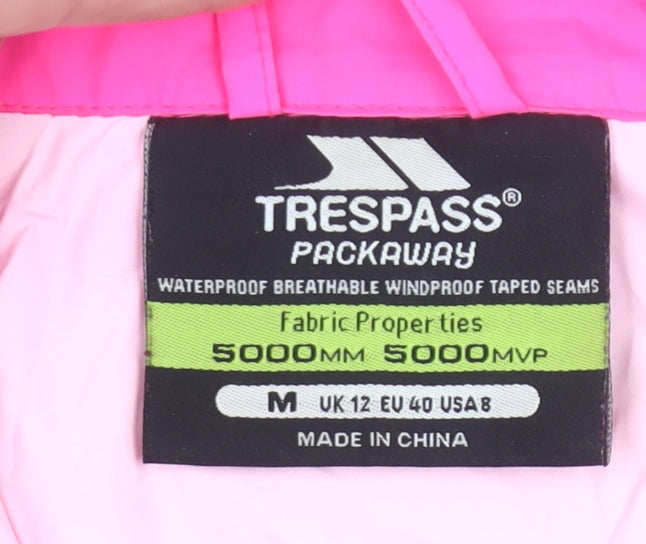 TRESPASS®
PACKAWAY
WATERPROOF BREATHABLE WINDPROOF TAPED SEAMS
Fabric Properties
5000MM 5000MVP
M UK 12 EU 40 USA 8
MADE IN CHINA